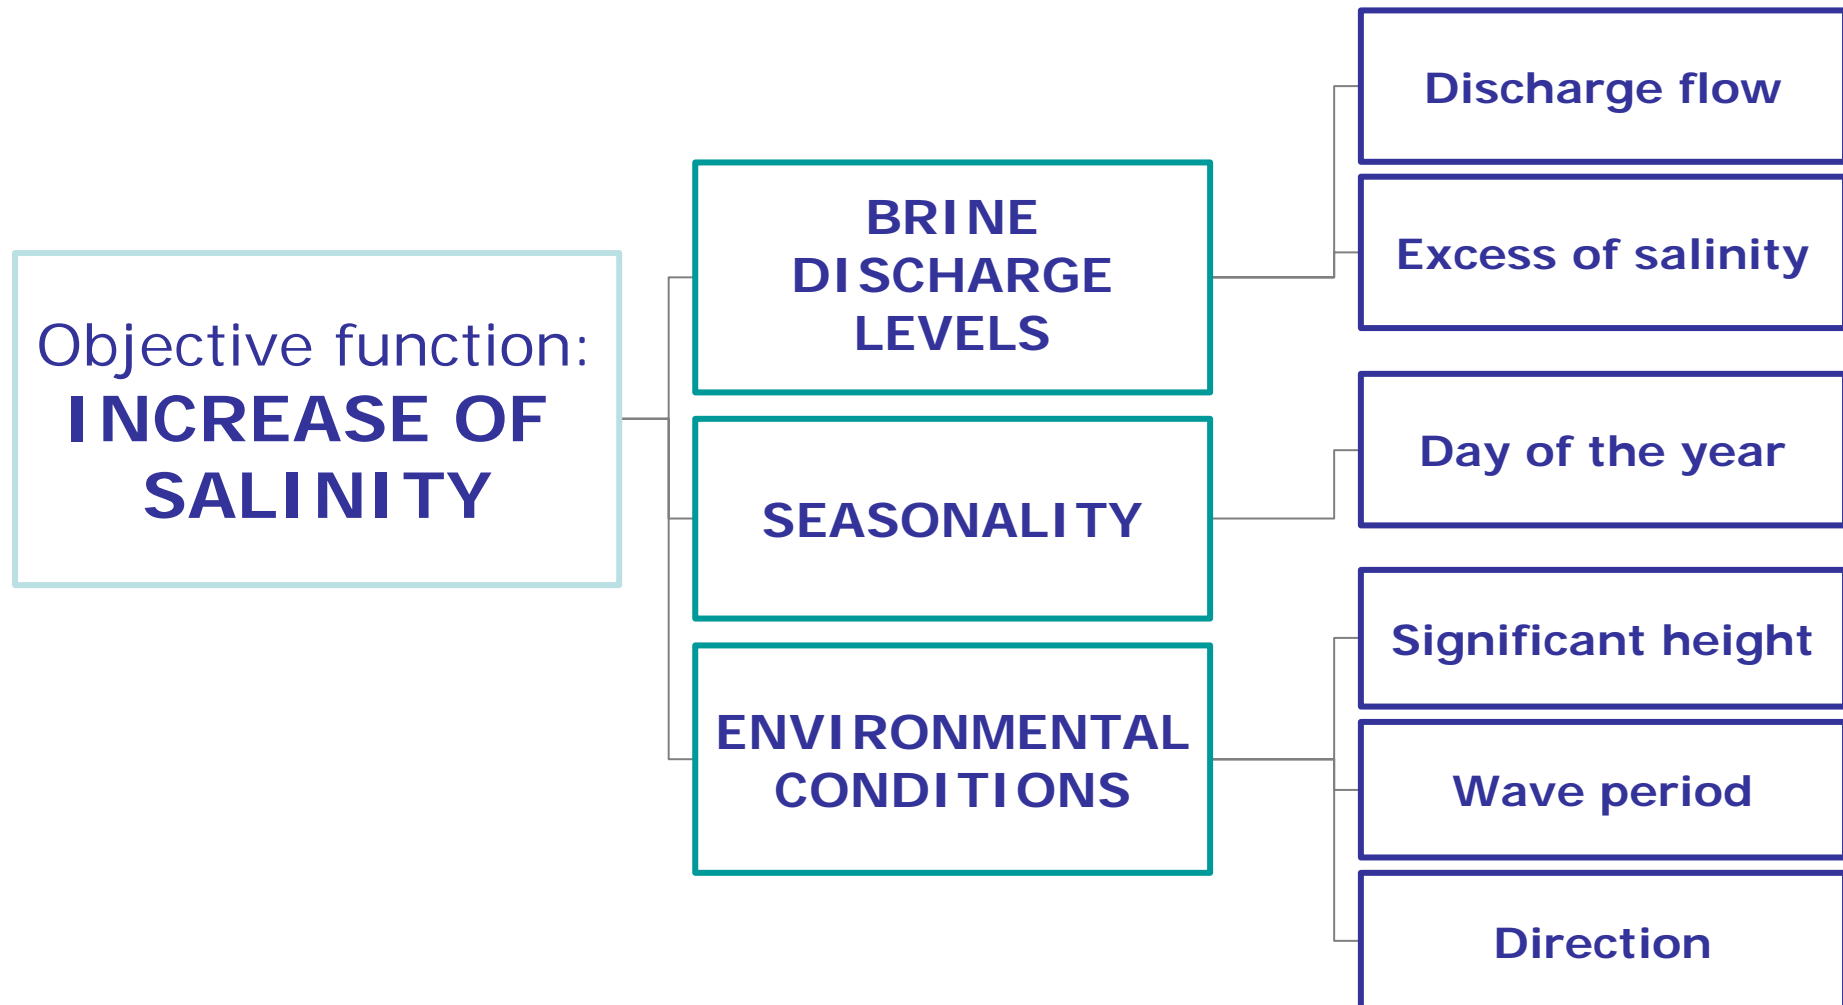 Objective function:
INCREASE OF
SALINITY
BRINE
DISCHARGE
LEVELS
SEASONALITY
ENVIRONMENTAL
CONDITIONS
Discharge flow
Excess of salinity
Day of the year
Significant height
Wave period
Direction